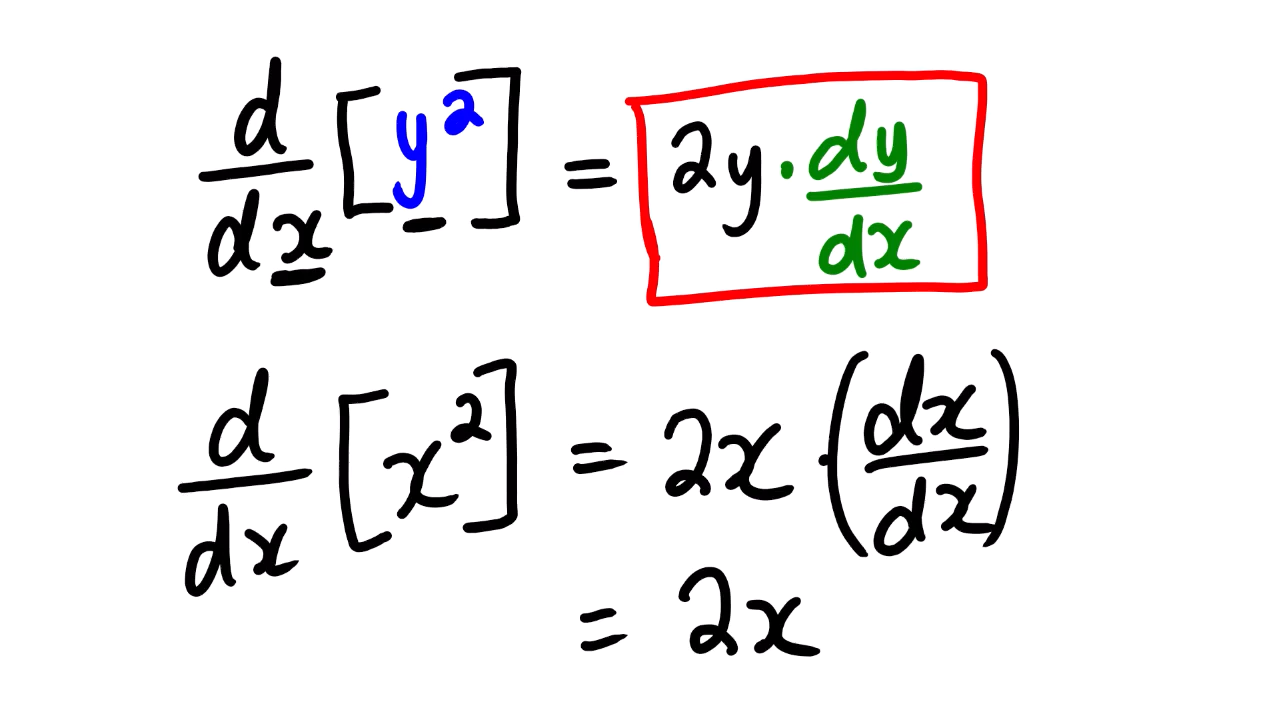 d/dx [y²] = 2y · dy/dx
d/dx [x²] = 2x · (dx/dx)
= 2x